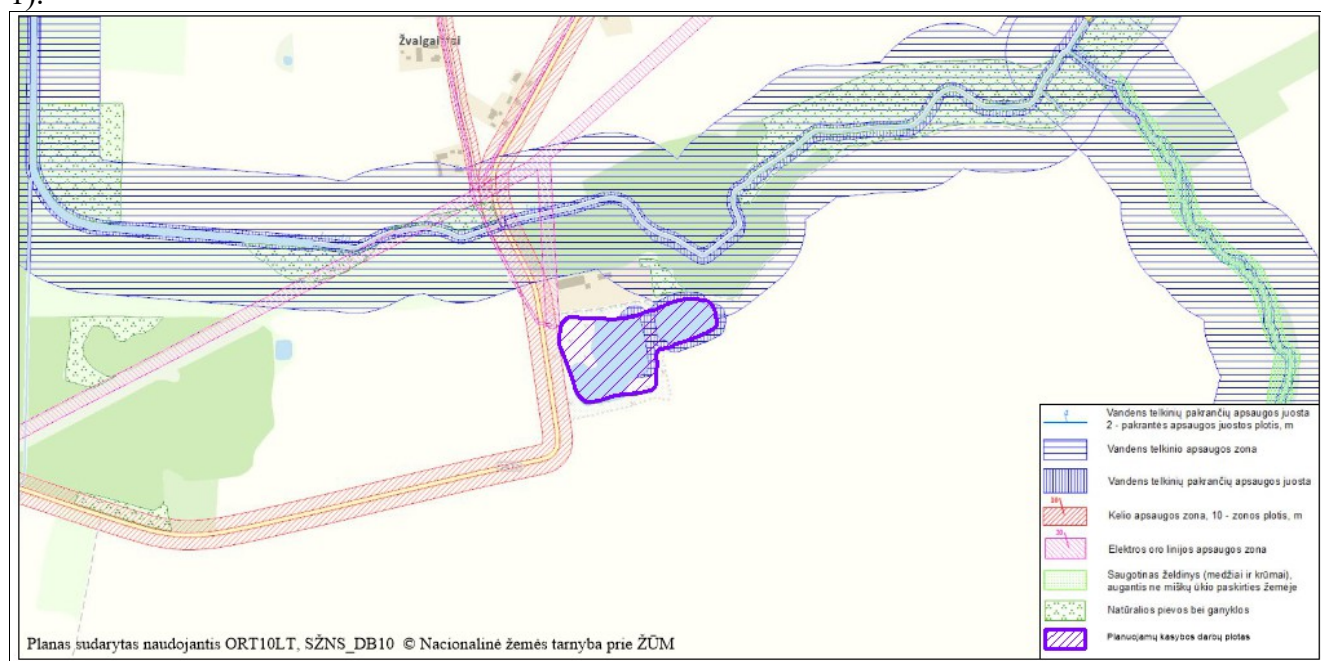 1).
Žvalgaičiai
Vandens telkinių pakrančių apsaugos juosta
2 - pakrantės apsaugos juostos plotis, m
Vandens telkinio apsaugos zona
Vandens telkinių pakrančių apsaugos juosta
Kelio apsaugos zona, 10 - zonos plotis, m
Elektros oro linijos apsaugos zona
Saugotinas želdinys (medžiai ir krūmai),
augantis ne miškų ūkio paskirties žemėje
Natūralios pievos bei ganyklos
Planuojamų kasybos darbų plotas
Planas sudarytas naudojantis ORT10LT, SŽNS_DB10 © Nacionalinė žemės tarnyba prie ŽŪM